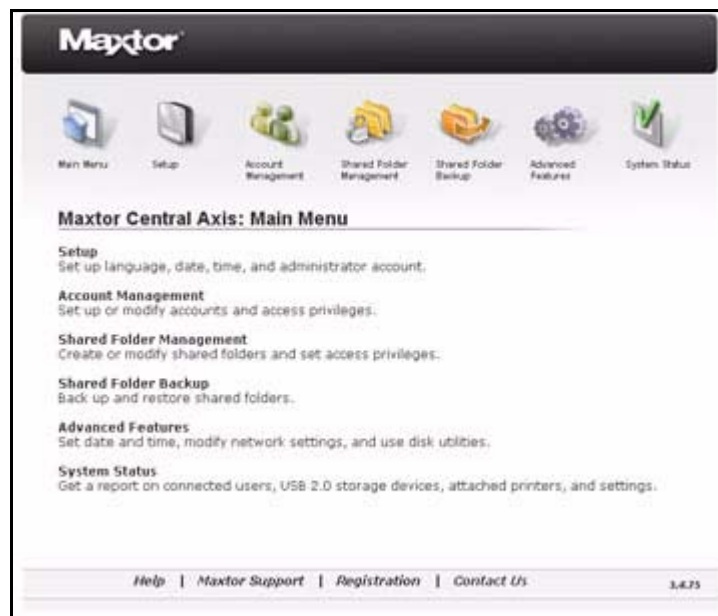 Maxtor
Main Menu
Setup
Account Management
Shared Folder Management
Shared Folder Backup
Advanced Features
System Status
Maxtor Central Axis: Main Menu
Setup
Set up language, date, time, and administrator account.
Account Management
Set up or modify accounts and access privileges.
Shared Folder Management
Create or modify shared folders and set access privileges.
Shared Folder Backup
Back up and restore shared folders.
Advanced Features
Set date and time, modify network settings, and use disk utilities.
System Status
Get a report on connected users, USB 2.0 storage devices, attached printers, and settings.
Help | Maxtor Support | Registration | Contact Us
3.4.73